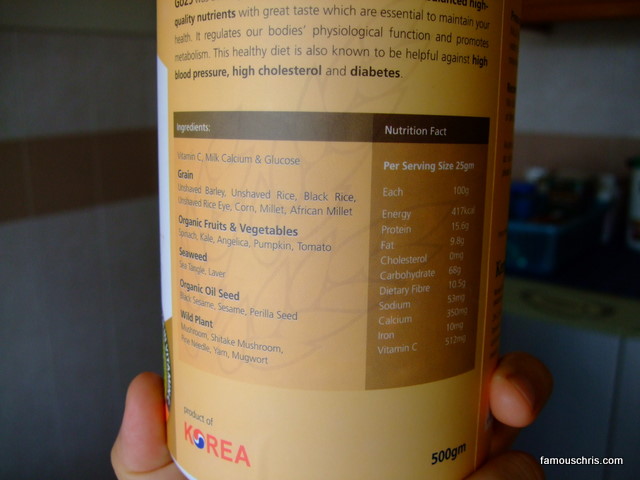 quality nutrients with great taste which are essential to maintain your
health. It regulates our bodies' physiological function and promotes
metabolism. This healthy diet is also known to be helpful against high
blood pressure, high cholesterol and diabetes.
Ingredients:
Vitamin C, Milk Calcium & Glucose
Grain
Unshaved Barley, Unshaved Rice, Black Rice,
Unshaved Rice Eye, Corn, Millet, African Millet
Organic Fruits & Vegetables
Spinach, Kale, Angelica, Pumpkin, Tomato
Seaweed
Sea Tangle, Laver
Organic Oil Seed
Black Sesame, Sesame, Perilla Seed
Wild Plant
Mushroom, Shitake Mushroom,
Pine Needle, Yam, Mugwort
Nutrition Fact
Per Serving Size 25gm
Each 100g
Energy 417kcal
Protein 15.6g
Fat 9.8g
Cholesterol 0mg
Carbohydrate 68g
Dietary Fibre 10.5g
Sodium 53mg
Calcium 350mg
Iron 10mg
Vitamin C 512mg
product of
KOREA
500gm
famouschris.com